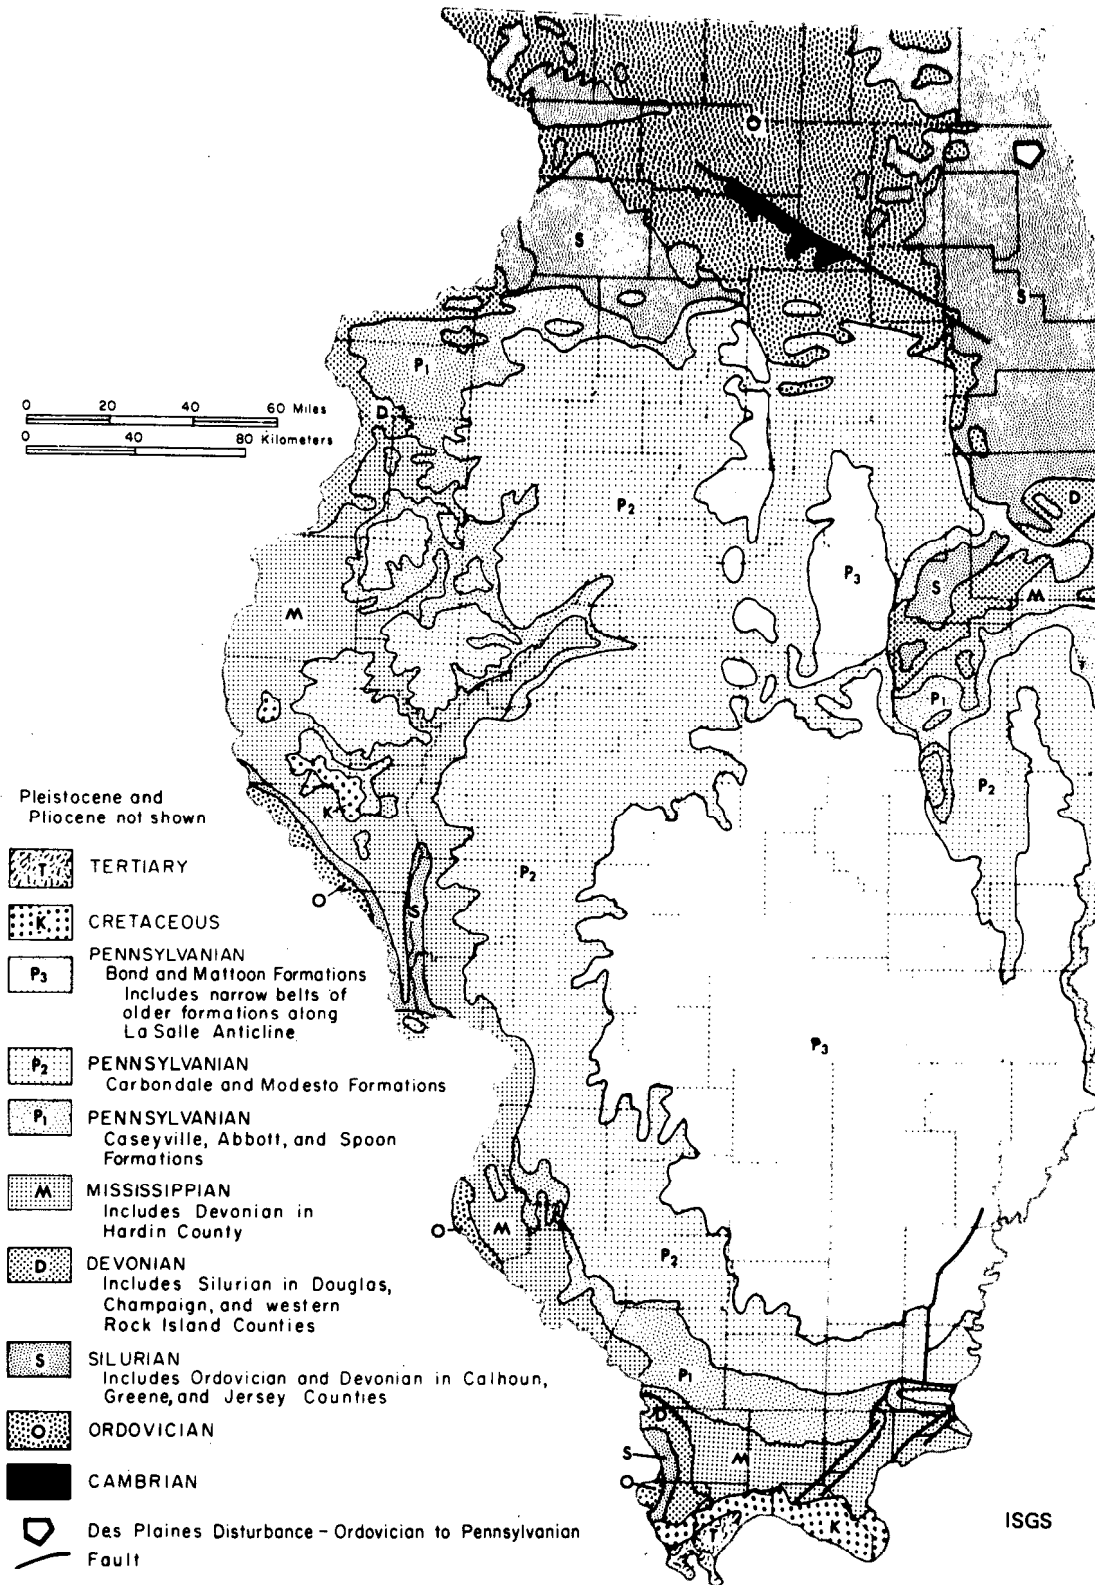 O
S
S
P₁
0 20 40 60 Miles
0 40 80 Kilometers
D
P₂
D
P₃
S
M
M
P₁
P₂
K
Pleistocene and
Pliocene not shown
T TERTIARY
O
P₂
S
K CRETACEOUS
P₃ PENNSYLVANIAN
Bond and Mattoon Formations
Includes narrow belts of
older formations along
La Salle Anticline
P₃
P₂ PENNSYLVANIAN
Carbondale and Modesto Formations
P₁ PENNSYLVANIAN
Caseyville, Abbott, and Spoon
Formations
M MISSISSIPPIAN
Includes Devonian in
Hardin County
O
M
P₂
D DEVONIAN
Includes Silurian in Douglas,
Champaign, and western
Rock Island Counties
S SILURIAN
Includes Ordovician and Devonian in Calhoun,
Greene, and Jersey Counties
P₁
D
O ORDOVICIAN
S
M
O
CAMBRIAN
K
T
Des Plaines Disturbance - Ordovician to Pennsylvanian
Fault
ISGS